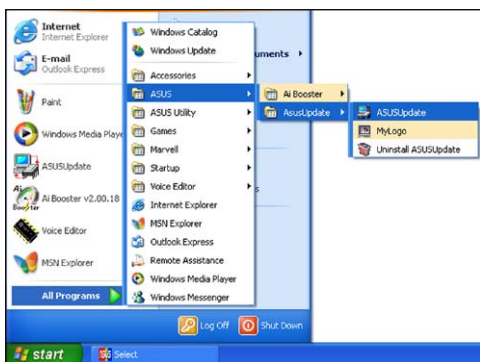 Internet
Internet Explorer
E-mail
Outlook Express
Paint
Windows Media Playe
ASUSUpdate
Ai Booster v2.00.18
Voice Editor
MSN Explorer
All Programs
Windows Catalog
Windows Update
Accessories
ASUS
ASUS Utility
Games
Marvell
Startup
Voice Editor
Internet Explorer
MSN Explorer
Outlook Express
Remote Assistance
Windows Media Player
Windows Messenger
uments
s
Ai Booster
AsusUpdate
ASUSUpdate
MyLogo
Uninstall ASUSUpdate
Log Off
Shut Down
start
Select